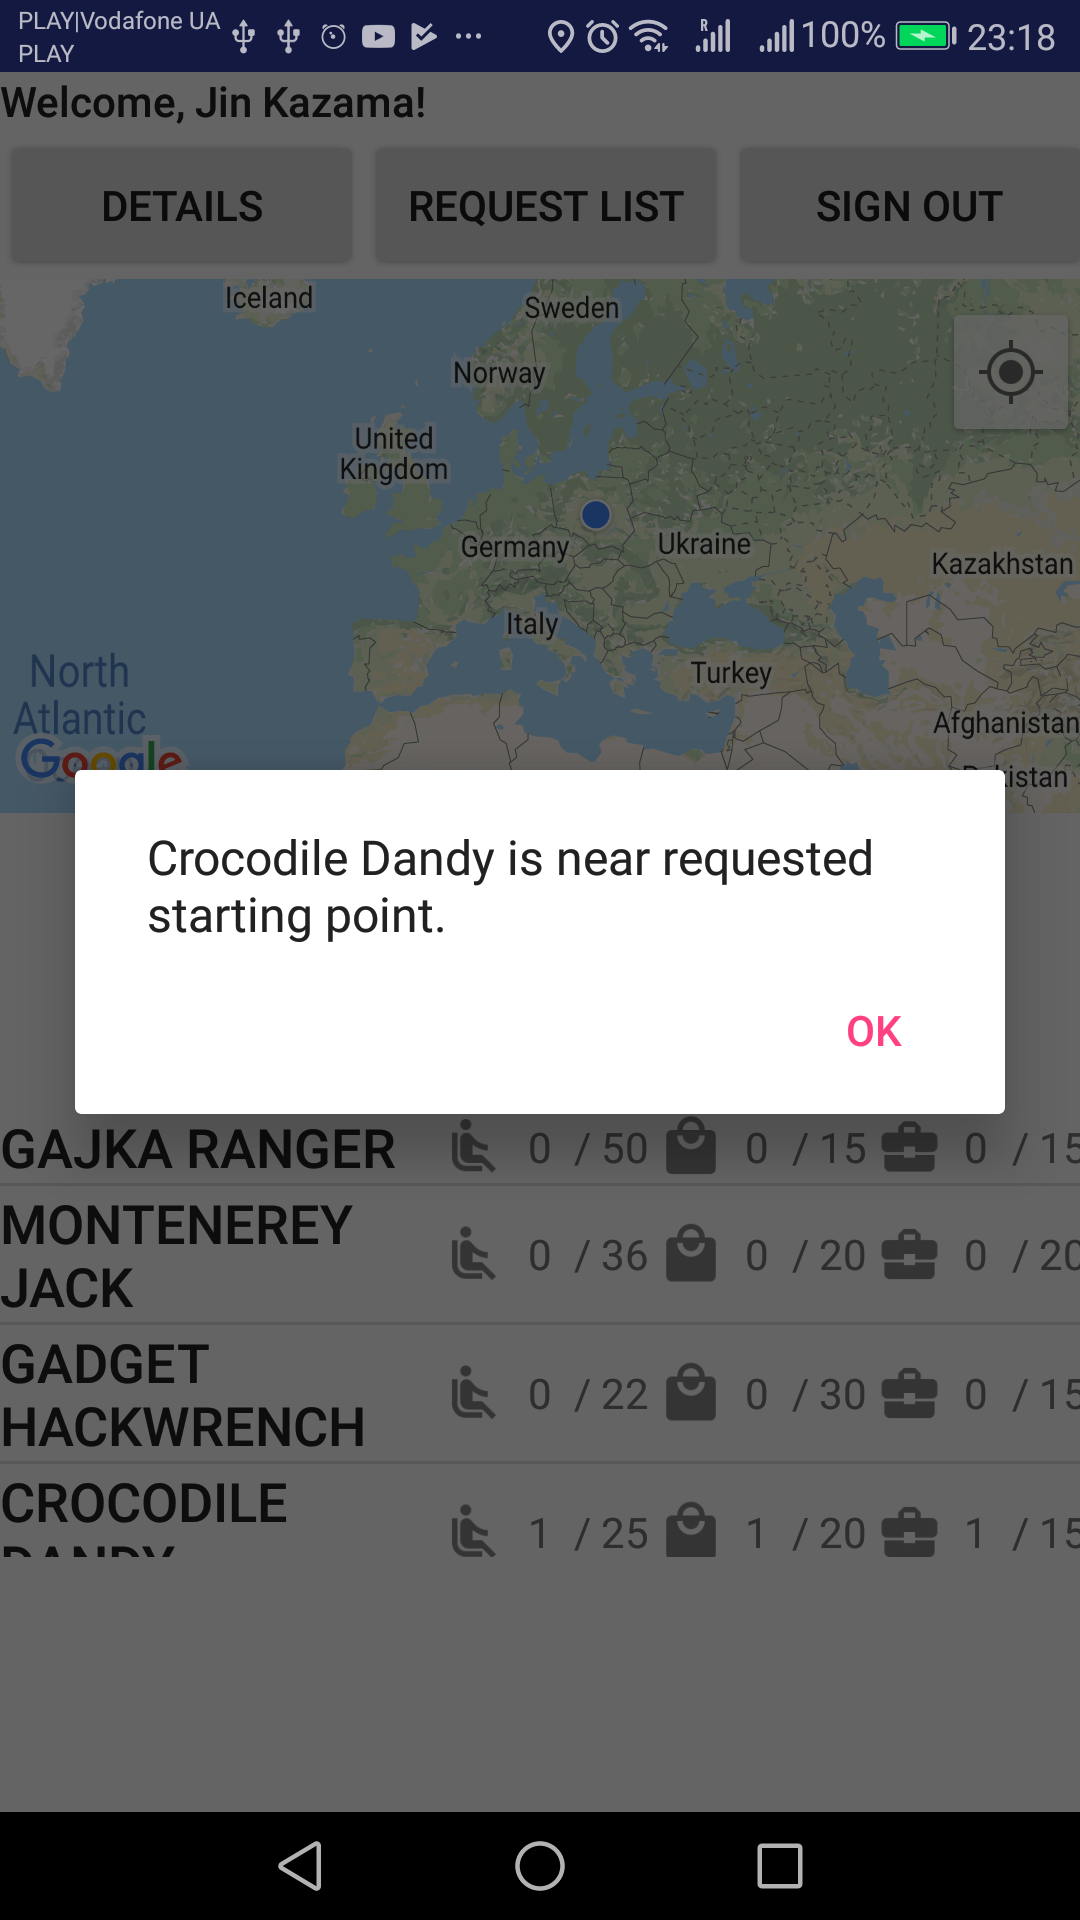 PLAY|Vodafone UA
PLAY
100%
23:18
Welcome, Jin Kazama!
DETAILS
REQUEST LIST
SIGN OUT
Iceland
Sweden
Norway
United
Kingdom
Germany
Ukraine
Kazakhstan
Italy
Turkey
North
Atlantic
Afghanistan
Google
Crocodile Dandy is near requested
starting point.
OK
GAJKA RANGER 0 / 50 0 / 15 0 / 15
MONTENEREY
JACK
0 / 36 0 / 20 0 / 20
GADGET
HACKWRENCH
0 / 22 0 / 30 0 / 15
CROCODILE
DANDY
1 / 25 1 / 20 1 / 15